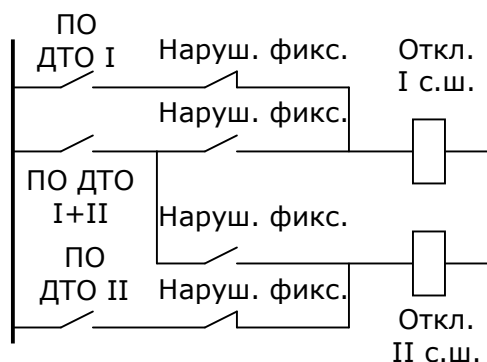 ПО
ДТО I
Наруш. фикс.
Откл.
I с.ш.
Наруш. фикс.
ПО ДТО
I+II
Наруш. фикс.
ПО
ДТО II
Наруш. фикс.
Откл.
II с.ш.